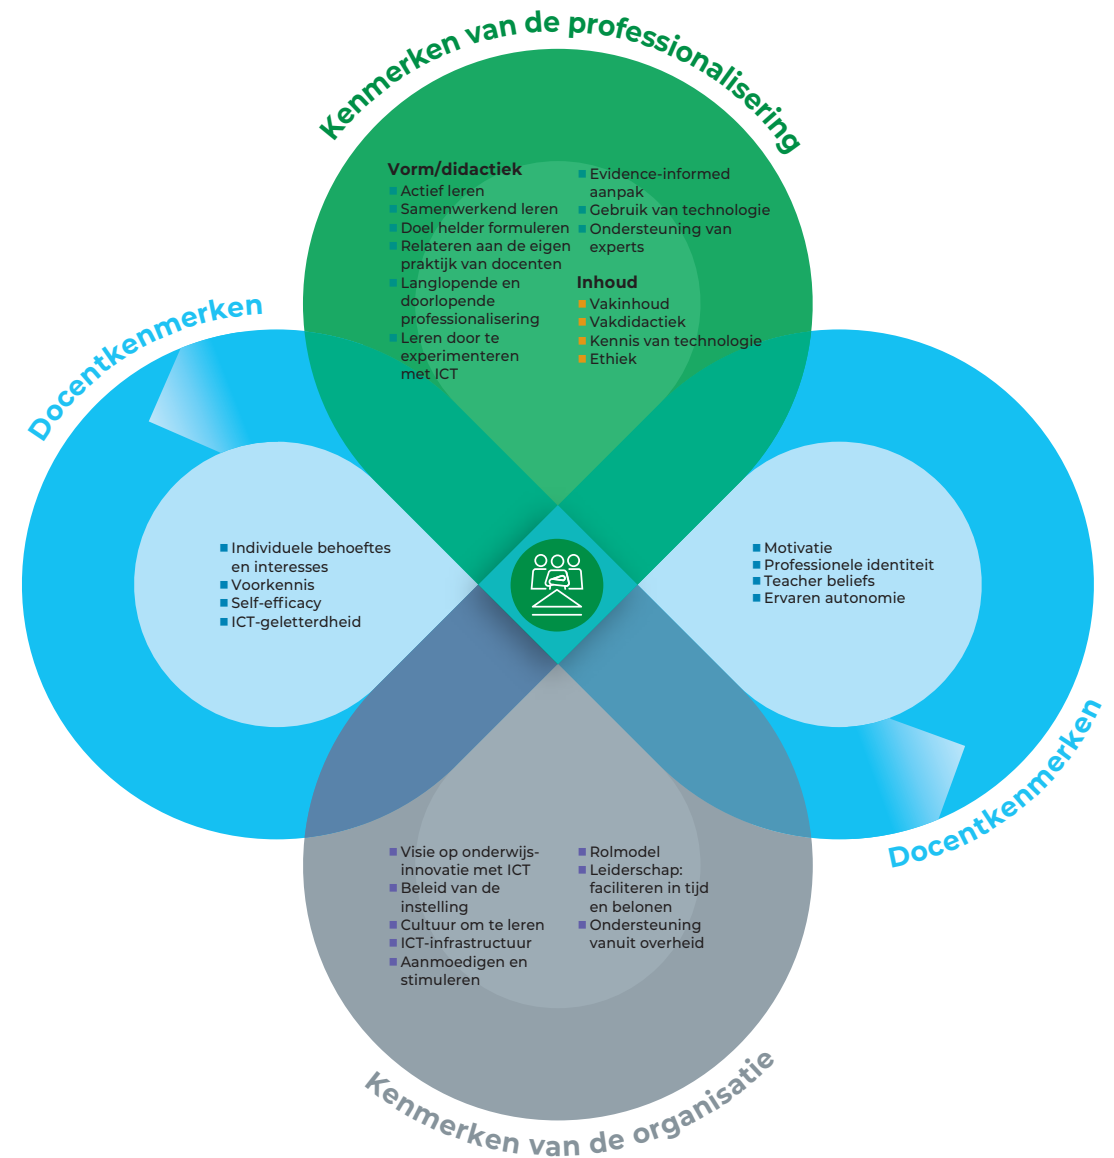 Kenmerken van de professionalisering
Vorm/didactiek
Actief leren
Samenwerkend leren
Doel helder formuleren
Relateren aan de eigen
praktijk van docenten
Langlopende en
doorlopende
professionalisering
Leren door te
experimenteren
met ICT
Evidence-informed
aanpak
Gebruik van technologie
Ondersteuning van
experts
Inhoud
Vakinhoud
Vakdidactiek
Kennis van technologie
Ethiek
Docentkenmerken
Individuele behoeftes
en interesses
Voorkennis
Self-efficacy
ICT-geletterdheid
Motivatie
Professionele identiteit
Teacher beliefs
Ervaren autonomie
Docentkenmerken
Visie op onderwijs-
innovatie met ICT
Beleid van de
instelling
Cultuur om te leren
ICT-infrastructuur
Aanmoedigen en
stimuleren
Rolmodel
Leiderschap:
faciliteren in tijd
en belonen
Ondersteuning
vanuit overheid
Kenmerken van de organisatie